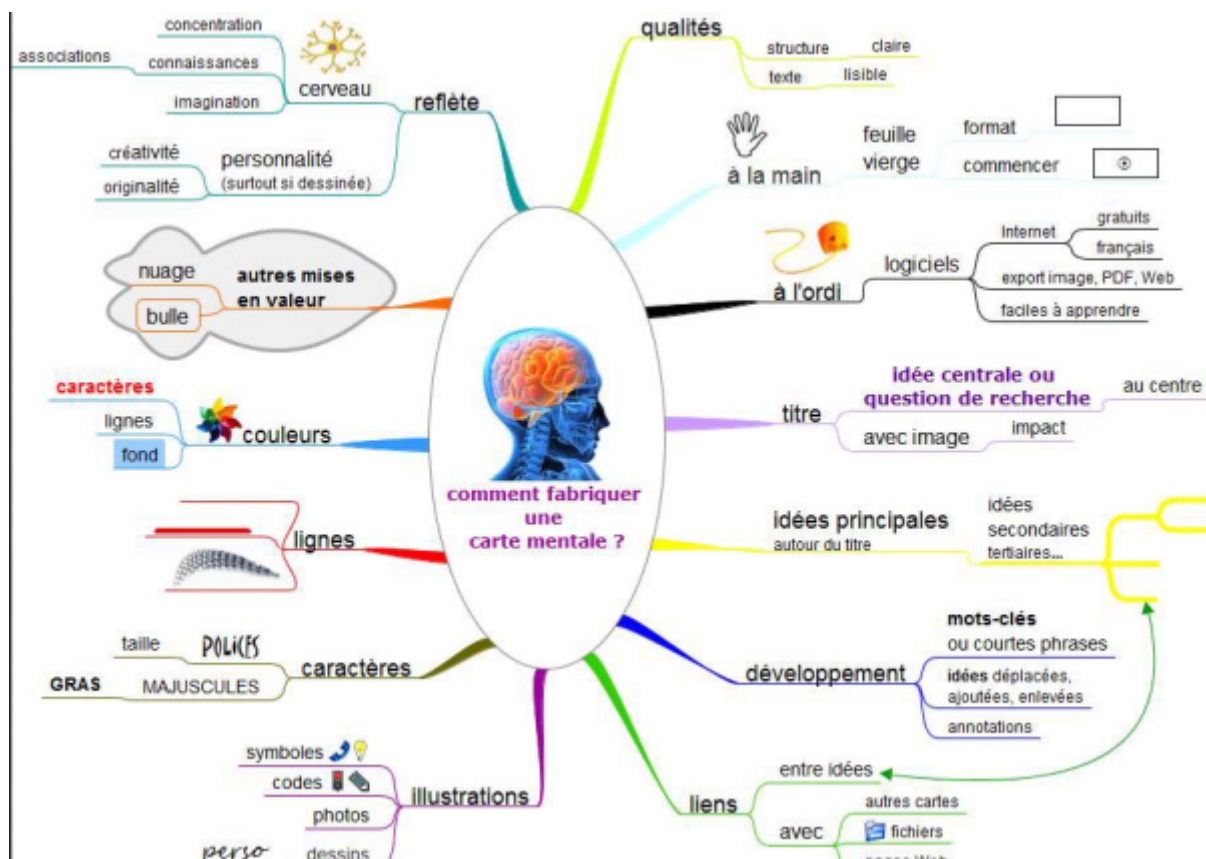 comment fabriquer
une
carte mentale ?
qualités
structure claire
texte lisible
à la main
feuille
vierge
format
commencer
à l'ordi
logiciels
Internet
gratuits
français
export image, PDF, Web
faciles à apprendre
titre
idée centrale ou
question de recherche
au centre
avec image
impact
idées principales
autour du titre
idées
secondaires
tertiaires...
développement
mots-clés
ou courtes phrases
idées déplacées,
ajoutées, enlevées
annotations
liens
entre idées
avec
autres cartes
fichiers
pages Web
illustrations
symboles
codes
photos
dessins
perso
caractères
POLICES
taille
MAJUSCULES
GRAS
lignes
couleurs
caractères
lignes
fond
autres mises
en valeur
nuage
bulle
reflète
cerveau
concentration
connaissances
associations
imagination
personnalité
(surtout si dessinée)
créativité
originalité